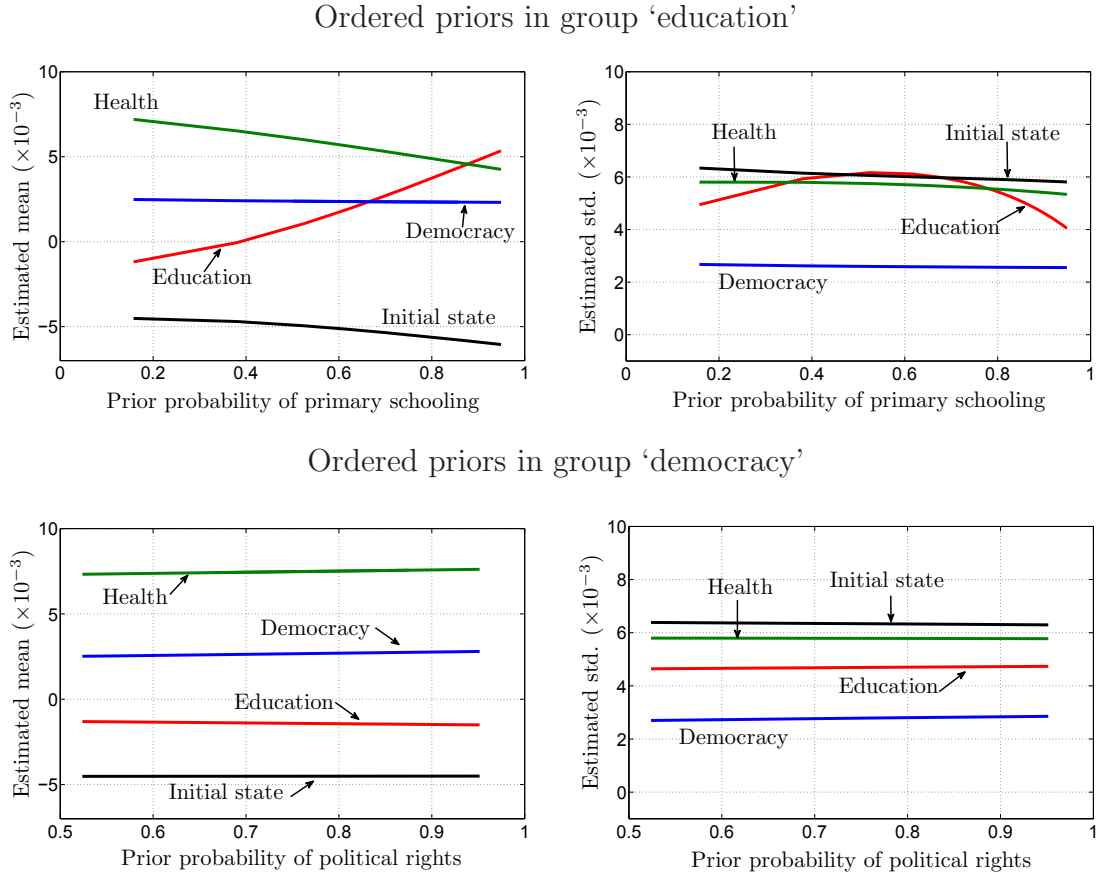 Ordered priors in group ‘education’
Estimated mean (×10⁻³)
10
5
0
−5
0
0.2
0.4
0.6
0.8
1
Health
Democracy
Education
Initial state
Prior probability of primary schooling
Estimated std. (×10⁻³)
10
8
6
4
2
0
0
0.2
0.4
0.6
0.8
1
Health
Initial state
Education
Democracy
Prior probability of primary schooling
Ordered priors in group ‘democracy’
Estimated mean (×10⁻³)
10
5
0
−5
0.5
0.6
0.7
0.8
0.9
1
Health
Democracy
Education
Initial state
Prior probability of political rights
Estimated std. (×10⁻³)
10
8
6
4
2
0
0.5
0.6
0.7
0.8
0.9
1
Health
Initial state
Education
Democracy
Prior probability of political rights